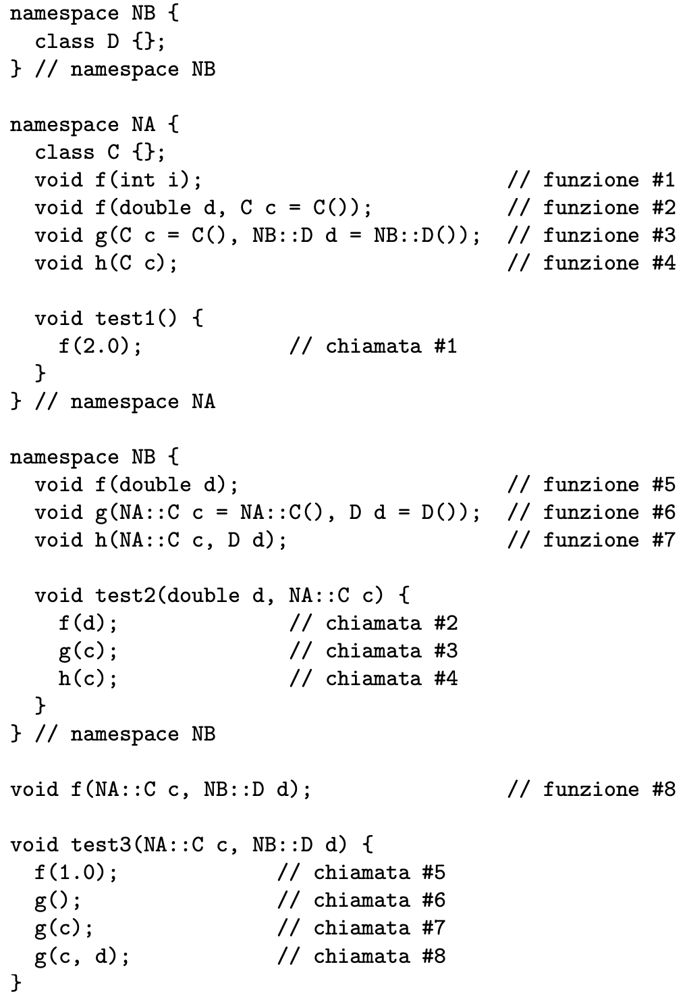 namespace NB {
  class D {};
} // namespace NB

namespace NA {
  class C {};
  void f(int i);                         // funzione #1
  void f(double d, C c = C());           // funzione #2
  void g(C c = C(), NB::D d = NB::D());  // funzione #3
  void h(C c);                           // funzione #4

  void test1() {
    f(2.0);            // chiamata #1
  }
} // namespace NA

namespace NB {
  void f(double d);                      // funzione #5
  void g(NA::C c = NA::C(), D d = D());  // funzione #6
  void h(NA::C c, D d);                  // funzione #7

  void test2(double d, NA::C c) {
    f(d);              // chiamata #2
    g(c);              // chiamata #3
    h(c);              // chiamata #4
  }
} // namespace NB

void f(NA::C c, NB::D d);                // funzione #8

void test3(NA::C c, NB::D d) {
  f(1.0);             // chiamata #5
  g();                // chiamata #6
  g(c);               // chiamata #7
  g(c, d);            // chiamata #8
}